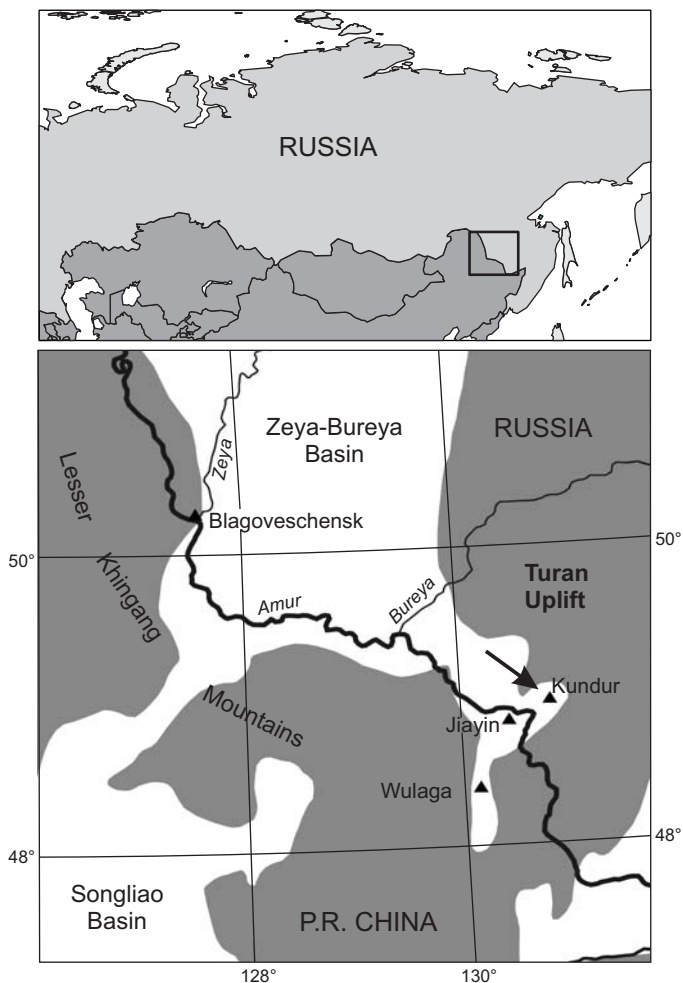 RUSSIA
Zeya-Bureya
Basin
RUSSIA
Zeya
Lesser
Blagoveschensk
50°
50°
Khingang
Turan
Uplift
Amur
Bureya
Kundur
Mountains
Jiayin
Wulaga
48°
48°
Songliao
Basin
P.R. CHINA
128°
130°